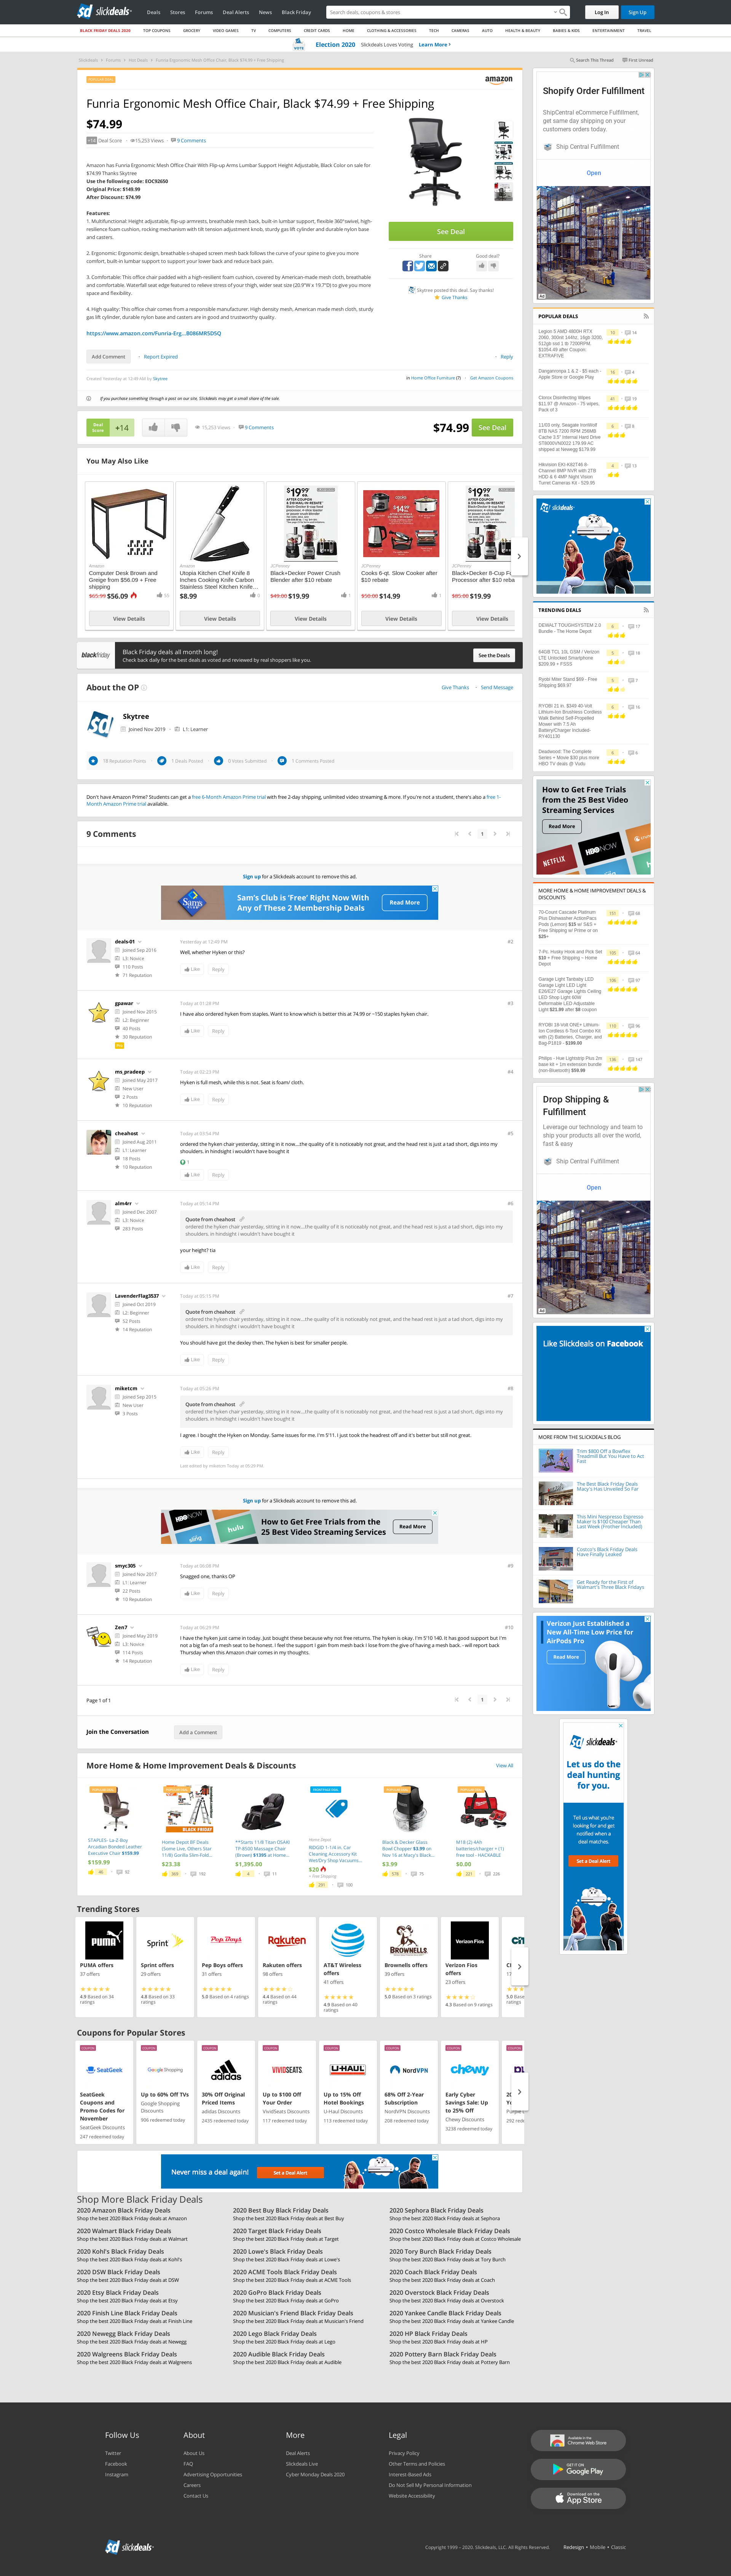 slickdeals
Deals Stores Forums Deal Alerts News Black Friday
Search deals, coupons & stores
Log In Sign Up
BLACK FRIDAY DEALS 2020 TOP COUPONS GROCERY VIDEO GAMES TV COMPUTERS CREDIT CARDS HOME CLOTHING & ACCESSORIES TECH CAMERAS AUTO HEALTH & BEAUTY BABIES & KIDS ENTERTAINMENT TRAVEL
VOTE Election 2020 Slickdeals Loves Voting Learn More
Slickdeals Forums Hot Deals Funria Ergonomic Mesh Office Chair, Black $74.99 + Free Shipping
Search This Thread First Unread
amazon
Funria Ergonomic Mesh Office Chair, Black $74.99 + Free Shipping
$74.99
+14 Deal Score 15,253 Views 9 Comments
Amazon has Funria Ergonomic Mesh Office Chair With Flip-up Arms Lumbar Support Height Adjustable, Black Color on sale for
$74.99 Thanks Skytree
Use the following code: EOC92650
Original Price: $149.99
After Discount: $74.99
Features:
1. Multifunctional: Height adjustable, flip-up armrests, breathable mesh back, built-in lumbar support, flexible 360°swivel, high-
resilience foam cushion, rocking mechanism with tilt tension adjustment knob, sturdy gas lift cylinder and durable nylon base
and casters.
2. Ergonomic: Ergonomic design, breathable o-shaped screen mesh back follows the curve of your spine to give you more
comfort, built-in lumbar support to support your lower back and reduce back pain.
3. Comfortable: This office chair padded with a high-resilient foam cushion, covered by American-made mesh cloth, breathable
and comfortable. Waterfall seat edge features to relieve stress of your thigh, wider seat size (20.9"W x 19.7"D) to give you more
space and flexibility.
4. High quality: This office chair comes from a responsible manufacturer. High density mesh, American made mesh cloth, sturdy
gas lift cylinder, durable nylon base and casters are in good and trustworthy quality.
https://www.amazon.com/Funria-Erg...B086MRSD5Q
Add Comment Report Expired Reply
Created Yesterday at 12:49 AM by Skytree
in Home Office Furniture (7) Get Amazon Coupons
If you purchase something through a post on our site, Slickdeals may get a small share of the sale.
See Deal
Share
Good deal?
Skytree posted this deal. Say thanks!
Give Thanks
Deal Score +14 15,253 Views 9 Comments $74.99 See Deal
You May Also Like
Amazon
Computer Desk Brown and Greige from $56.09 + Free shipping
$65.99 $56.09
View Details
Amazon
Utopia Kitchen Chef Knife 8 Inches Cooking Knife Carbon Stainless Steel Kitchen Knife...
$8.99
View Details
JCPenney
Black+Decker Power Crush Blender after $10 rebate
$49.00 $19.99
View Details
JCPenney
Cooks 6-qt. Slow Cooker after $10 rebate
$50.00 $14.99
View Details
JCPenney
Black+Decker 8-Cup F
Processor after $10 reba
$85.00 $19.99
View Details
blackfriday
Black Friday deals all month long!
Check back daily for the best deals as voted and reviewed by real shoppers like you.
See the Deals
About the OP
Give Thanks Send Message
Skytree
Joined Nov 2019 L1: Learner
18 Reputation Points 1 Deals Posted 0 Votes Submitted 1 Comments Posted
Don't have Amazon Prime? Students can get a free 6-Month Amazon Prime trial with free 2-day shipping, unlimited video streaming & more. If you're not a student, there's also a free 1-
Month Amazon Prime trial available.
9 Comments
1
Sign up for a Slickdeals account to remove this ad.
Sam's Club is 'Free' Right Now With
Any of These 2 Membership Deals
Read More
deals-01
Joined Sep 2016
L3: Novice
110 Posts
71 Reputation
Yesterday at 12:49 PM #2
Well, whether Hyken or this?
Like Reply
gpawar
Joined Nov 2015
L2: Beginner
40 Posts
30 Reputation
Pro
Today at 01:28 PM #3
I have also ordered hyken from staples. Want to know which is better this at 74.99 or ~150 staples hyken chair.
Like Reply
ms_pradeep
Joined May 2017
New User
2 Posts
10 Reputation
Today at 02:23 PM #4
Hyken is full mesh, while this is not. Seat is foam/ cloth.
Like Reply
cheahost
Joined Aug 2011
L1: Learner
18 Posts
10 Reputation
Today at 03:54 PM #5
ordered the hyken chair yesterday, sitting in it now....the quality of it is noticeably not great, and the head rest is just a tad short, digs into my
shoulders. in hindsight i wouldn't have bought it
1
Like Reply
alm4rr
Joined Dec 2007
L3: Novice
283 Posts
Today at 05:14 PM #6
Quote from cheahost
ordered the hyken chair yesterday, sitting in it now....the quality of it is noticeably not great, and the head rest is just a tad short, digs into my
shoulders. in hindsight i wouldn't have bought it
your height? tia
Like Reply
LavenderFlag3537
Joined Oct 2019
L2: Beginner
52 Posts
14 Reputation
Today at 05:15 PM #7
Quote from cheahost
ordered the hyken chair yesterday, sitting in it now....the quality of it is noticeably not great, and the head rest is just a tad short, digs into my
shoulders. in hindsight i wouldn't have bought it
You should have got the dexley then. The hyken is best for smaller people.
Like Reply
miketcm
Joined Sep 2015
New User
3 Posts
Today at 05:26 PM #8
Quote from cheahost
ordered the hyken chair yesterday, sitting in it now....the quality of it is noticeably not great, and the head rest is just a tad short, digs into my
shoulders. in hindsight i wouldn't have bought it
I agree. I bought the Hyken on Monday. Same issues for me. I'm 5'11. I just took the headrest off and it's better but still not great.
Like Reply
Last edited by miketcm Today at 05:29 PM
Sign up for a Slickdeals account to remove this ad.
How to Get Free Trials from the
25 Best Video Streaming Services
Read More
smyc305
Joined Nov 2017
L1: Learner
22 Posts
10 Reputation
Today at 06:08 PM #9
Snagged one, thanks OP
Like Reply
Zen7
Joined May 2019
L3: Novice
114 Posts
14 Reputation
Today at 06:29 PM #10
I have the hyken just came in today. Just bought these because they why not free returns. The hyken is okay. I'm 5'10 140. It has good support but I'm
not a big fan of a mesh seat to be honest. I feel the support I gain from mesh back I lose from the give of having a mesh back. - will report back
Thursday when this Amazon chair comes in my thoughts.
Like Reply
Page 1 of 1
1
Join the Conversation Add a Comment
More Home & Home Improvement Deals & Discounts
View All
STAPLES- La-Z-Boy Arcadian Bonded Leather Executive Chair $159.99
$159.99
46 92
Home Depot BF Deals (Some Live, Others Star 11/6) Gorilla Slim-Fold...
$23.38
369 192
**Starts 11/8 Titan OSAKI TP-8500 Massage Chair (Brown) $1395 at Home...
$1,395.00
4 11
Home Depot
RIDGID 1-1/4 in. Car Cleaning Accessory Kit Wet/Dry Shop Vacuums...
$20
+ Free Shipping
291 109
Black & Decker Glass Bowl Chopper $3.99 on Nov 16 at Macy's Black...
$3.99
578 75
M18 (2) 4Ah batteries/charger + (1) free tool - HACKABLE
$0.00
221 226
Trending Stores
PUMA offers
37 offers
4.9 Based on 34 ratings
Sprint offers
29 offers
4.8 Based on 33 ratings
Pep Boys offers
31 offers
5.0 Based on 4 ratings
Rakuten offers
98 offers
4.4 Based on 44 ratings
AT&T Wireless offers
41 offers
4.9 Based on 40 ratings
Brownells offers
39 offers
5.0 Based on 3 ratings
Verizon Fios offers
23 offers
4.3 Based on 9 ratings
Coupons for Popular Stores
SeatGeek Coupons and Promo Codes for November
SeatGeek Discounts
247 redeemed today
Up to 60% Off TVs
Google Shopping Discounts
906 redeemed today
30% Off Original Priced Items
adidas Discounts
2435 redeemed today
Up to $100 Off Your Order
VividSeats Discounts
117 redeemed today
Up to 15% Off Hotel Bookings
U-Haul Discounts
113 redeemed today
68% Off 2-Year Subscription
NordVPN Discounts
208 redeemed today
Early Cyber Savings Sale: Up to 25% Off
Chewy Discounts
3238 redeemed today
Never miss a deal again! Set a Deal Alert
Shop More Black Friday Deals
2020 Amazon Black Friday Deals
Shop the best 2020 Black Friday deals at Amazon
2020 Best Buy Black Friday Deals
Shop the best 2020 Black Friday deals at Best Buy
2020 Sephora Black Friday Deals
Shop the best 2020 Black Friday deals at Sephora
2020 Walmart Black Friday Deals
Shop the best 2020 Black Friday deals at Walmart
2020 Target Black Friday Deals
Shop the best 2020 Black Friday deals at Target
2020 Costco Wholesale Black Friday Deals
Shop the best 2020 Black Friday deals at Costco Wholesale
2020 Kohl's Black Friday Deals
Shop the best 2020 Black Friday deals at Kohl's
2020 Lowe's Black Friday Deals
Shop the best 2020 Black Friday deals at Lowe's
2020 Tory Burch Black Friday Deals
Shop the best 2020 Black Friday deals at Tory Burch
2020 DSW Black Friday Deals
Shop the best 2020 Black Friday deals at DSW
2020 ACME Tools Black Friday Deals
Shop the best 2020 Black Friday deals at ACME Tools
2020 Coach Black Friday Deals
Shop the best 2020 Black Friday deals at Coach
2020 Etsy Black Friday Deals
Shop the best 2020 Black Friday deals at Etsy
2020 GoPro Black Friday Deals
Shop the best 2020 Black Friday deals at GoPro
2020 Overstock Black Friday Deals
Shop the best 2020 Black Friday deals at Overstock
2020 Finish Line Black Friday Deals
Shop the best 2020 Black Friday deals at Finish Line
2020 Musician's Friend Black Friday Deals
Shop the best 2020 Black Friday deals at Musician's Friend
2020 Yankee Candle Black Friday Deals
Shop the best 2020 Black Friday deals at Yankee Candle
2020 Newegg Black Friday Deals
Shop the best 2020 Black Friday deals at Newegg
2020 Lego Black Friday Deals
Shop the best 2020 Black Friday deals at Lego
2020 HP Black Friday Deals
Shop the best 2020 Black Friday deals at HP
2020 Walgreens Black Friday Deals
Shop the best 2020 Black Friday deals at Walgreens
2020 Audible Black Friday Deals
Shop the best 2020 Black Friday deals at Audible
2020 Pottery Barn Black Friday Deals
Shop the best 2020 Black Friday deals at Pottery Barn
Shopify Order Fulfillment
ShipCentral eCommerce Fulfillment,
get same day shipping on your
customers orders today.
Ship Central Fulfillment
Open
Ad
POPULAR DEALS
Legion 5 AMD 4800H RTX 2060, 300nit 144hz, 16gb 3200, 512gb ssd 1 tb 7200RPM. $1054.49 after Coupon EXTRAFIVE
Danganronpa 1 & 2 - $5 each - Apple Store or Google Play
Clorox Disinfecting Wipes $11.97 @ Amazon - 75 wipes, Pack of 3
11/03 only, Seagate IronWolf 8TB NAS 7200 RPM 256MB Cache 3.5" Internal Hard Drive ST8000VN0022 179.99 AC shipped at Newegg $179.99
Hikvision EKI-K82T46 8-Channel 8MP NVR with 2TB HDD & 6 4MP Night Vision Turret Cameras Kit - 529.95
slickdeals
TRENDING DEALS
DEWALT TOUGHSYSTEM 2.0 Bundle - The Home Depot
64GB TCL 10L GSM / Verizon LTE Unlocked Smartphone $209.99 + FSSS
Ryobi Miter Stand $69 - Free Shipping $69.97
RYOBI 21 in. $349 40-Volt Lithium-Ion Brushless Cordless Walk Behind Self-Propelled Mower with 7.5 Ah Battery/Charger Included-RY401130
Deadwood: The Complete Series + Movie $30 plus more HBO TV deals @ Vudu
How to Get Free Trials
from the 25 Best Video
Streaming Services
Read More
MORE HOME & HOME IMPROVEMENT DEALS & DISCOUNTS
70-Count Cascade Platinum Plus Dishwasher ActionPacs Pods (Lemon) $15 w/ S&S + Free Shipping w/ Prime or on $25+
7-Pc. Husky Hook and Pick Set $10 + Free Shipping ~ Home Depot
Garage Light Tanbaby LED Garage Light LED Light E26/E27 Garage Lights Ceiling LED Shop Light 60W Deformable LED Adjustable Light $21.88 after $8 coupon
RYOBI 18-Volt ONE+ Lithium-Ion Cordless 6-Tool Combo Kit with (2) Batteries, Charger, and Bag-P1819 - $199.00
Philips - Hue Lightstrip Plus 2m base kit + 1m extension bundle (non-Bluetooth) $59.99
Drop Shipping &
Fulfillment
Leverage our technology and team to
ship your products all over the world,
fast & easy
Ship Central Fulfillment
Open
Ad
Like Slickdeals on Facebook
MORE FROM THE SLICKDEALS BLOG
Trim $800 Off a Bowflex Treadmill But You Have to Act Fast
The Best Black Friday Deals Macy's Has Unveiled So Far
This Mini Nespresso Espresso Maker Is $100 Cheaper Than Last Week (Frother Included)
Costco's Black Friday Deals Have Finally Leaked
Get Ready for the First of Walmart's Three Black Fridays
Verizon Just Established a
New All-Time Low Price for
AirPods Pro
Read More
slickdeals
Let us do the
deal hunting
for you.
Tell us what you're
looking for and get
notified when a
deal matches.
Set a Deal Alert
Follow Us
Twitter
Facebook
Instagram
About
About Us
FAQ
Advertising Opportunities
Careers
Contact Us
More
Deal Alerts
Slickdeals Live
Cyber Monday Deals 2020
Legal
Privacy Policy
Other Terms and Policies
Interest-Based Ads
Do Not Sell My Personal Information
Website Accessibility
Available in the Chrome Web Store
GET IT ON Google Play
Download on the App Store
slickdeals
Copyright 1999 - 2020. Slickdeals, LLC. All Rights Reserved. Redesign • Mobile • Classic